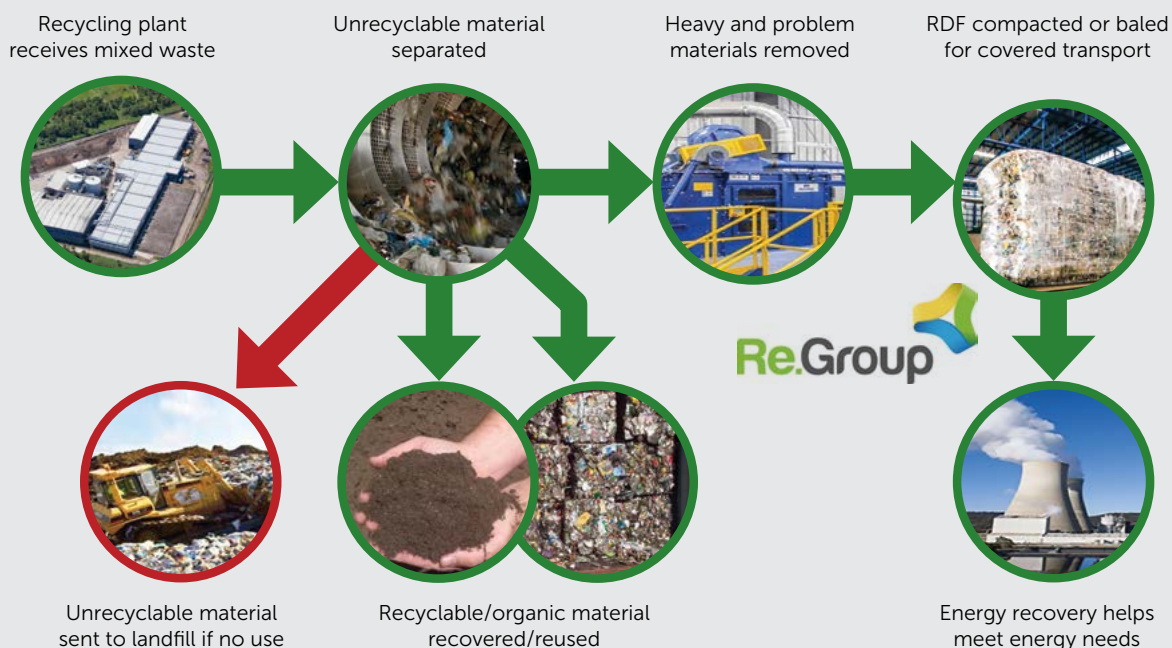 Recycling plant
receives mixed waste
Unrecyclable material
separated
Heavy and problem
materials removed
RDF compacted or baled
for covered transport
Re.Group
Unrecyclable material
sent to landfill if no use
Recyclable/organic material
recovered/reused
Energy recovery helps
meet energy needs